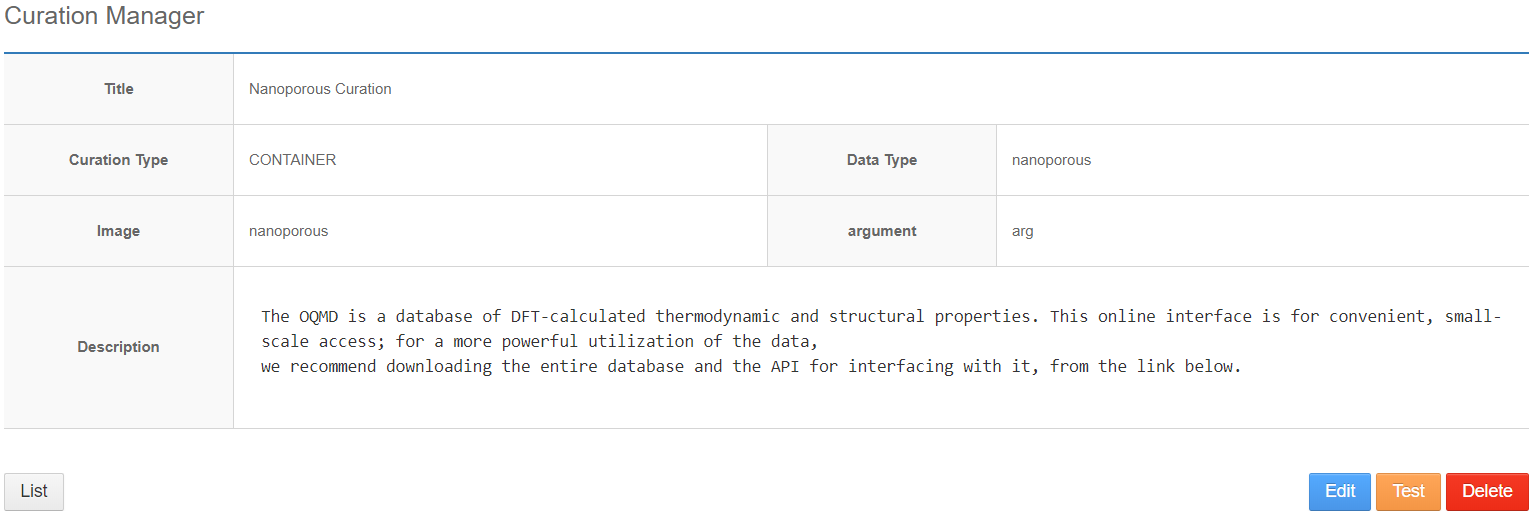 Curation Manager
Title
Nanoporous Curation
Curation Type
CONTAINER
Data Type
nanoporous
Image
nanoporous
argument
arg
Description
The OQMD is a database of DFT-calculated thermodynamic and structural properties. This online interface is for convenient, small-
scale access; for a more powerful utilization of the data,
we recommend downloading the entire database and the API for interfacing with it, from the link below.
List
Edit
Test
Delete